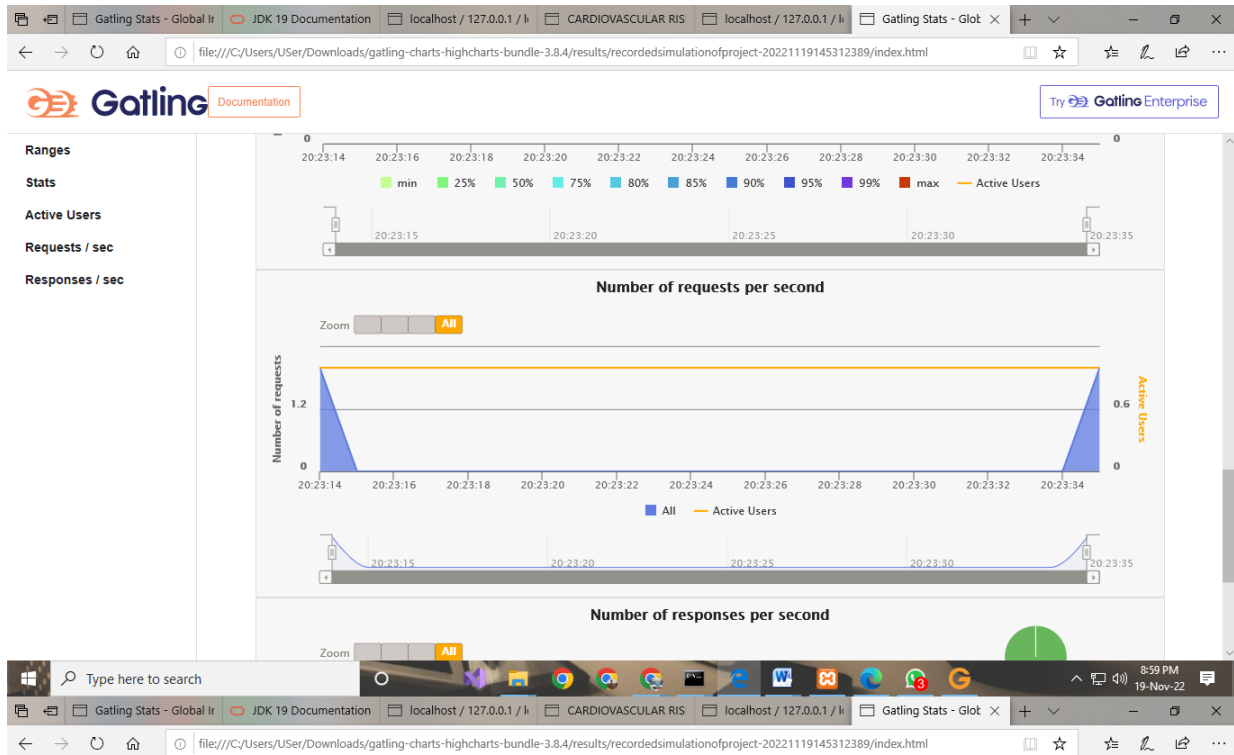 Gatling Stats - Global Ir JDK 19 Documentation localhost / 127.0.0.1 / lo CARDIOVASCULAR RIS localhost / 127.0.0.1 / lo Gatling Stats - Glob
file:///C:/Users/USer/Downloads/gatling-charts-highcharts-bundle-3.8.4/results/recordedsimulationofproject-20221119145312389/index.html
Gatling Documentation Try Gatling Enterprise
Ranges
Stats
Active Users
Requests / sec
Responses / sec
0 0
20:23:14 20:23:16 20:23:18 20:23:20 20:23:22 20:23:24 20:23:26 20:23:28 20:23:30 20:23:32 20:23:34
min 25% 50% 75% 80% 85% 90% 95% 99% max Active Users
20:23:15 20:23:20 20:23:25 20:23:30 20:23:35
Number of requests per second
Zoom All
Number of requests
Active Users
1.2 0.6
0 0
20:23:14 20:23:16 20:23:18 20:23:20 20:23:22 20:23:24 20:23:26 20:23:28 20:23:30 20:23:32 20:23:34
All Active Users
20:23:15 20:23:20 20:23:25 20:23:30 20:23:35
Number of responses per second
Zoom All
Type here to search 8:59 PM
19-Nov-22
Gatling Stats - Global Ir JDK 19 Documentation localhost / 127.0.0.1 / lo CARDIOVASCULAR RIS localhost / 127.0.0.1 / lo Gatling Stats - Glob
file:///C:/Users/USer/Downloads/gatling-charts-highcharts-bundle-3.8.4/results/recordedsimulationofproject-20221119145312389/index.html